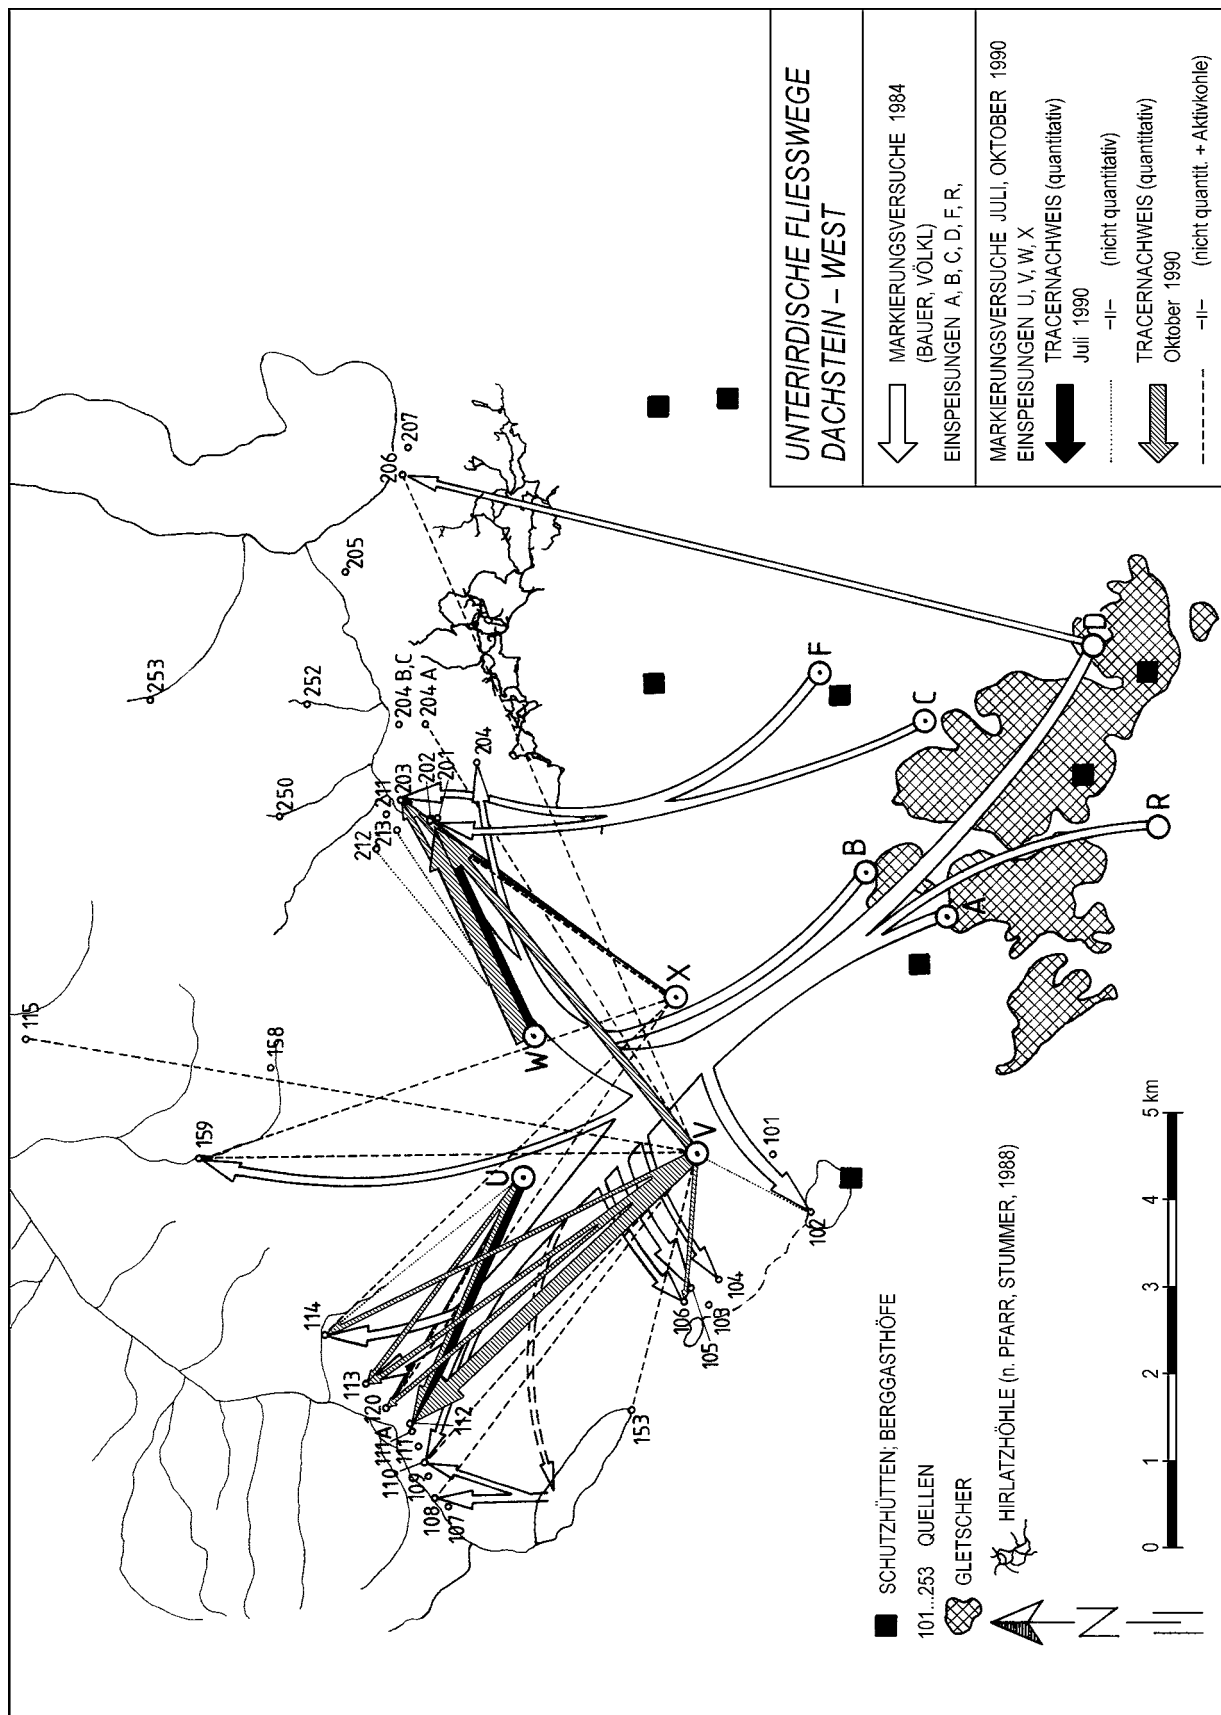 UNTERIRDISCHE FLIESSWEGE
DACHSTEIN – WEST
MARKIERUNGSVERSUCHE 1984
(BAUER, VÖLKL)
EINSPEISUNGEN A, B, C, D, F, R,
MARKIERUNGSVERSUCHE JULI, OKTOBER 1990
EINSPEISUNGEN U, V, W, X
TRACERNACHWEIS (quantitativ)
Juli 1990
–II– (nicht quantitativ)
TRACERNACHWEIS (quantitativ)
Oktober 1990
–II– (nicht quantit. + Aktivkohle)
SCHUTZHÜTTEN; BERGGASTHÖFE
101...253 QUELLEN
GLETSCHER
HIRLATZHÖHLE (n. PFARR, STUMMER, 1988)
N
0 1 2 3 4 5 km
115
158
159
253
252
250
205
206
207
204 B,C
204 A
204
203
202
201
211
213
212
114
113
120
112
111A
111
110
109
108
107
153
106
105
103
104
102
101
U
V
W
X
A
B
C
D
F
R